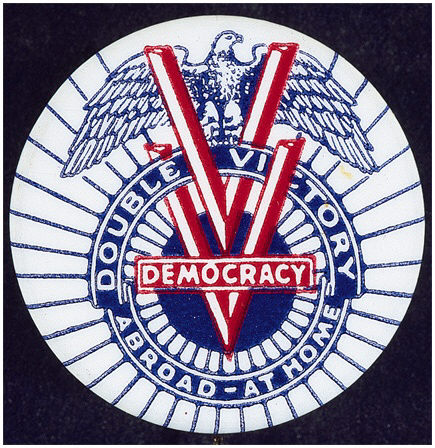 DOUBLE VICTORY
DEMOCRACY
ABROAD - AT HOME